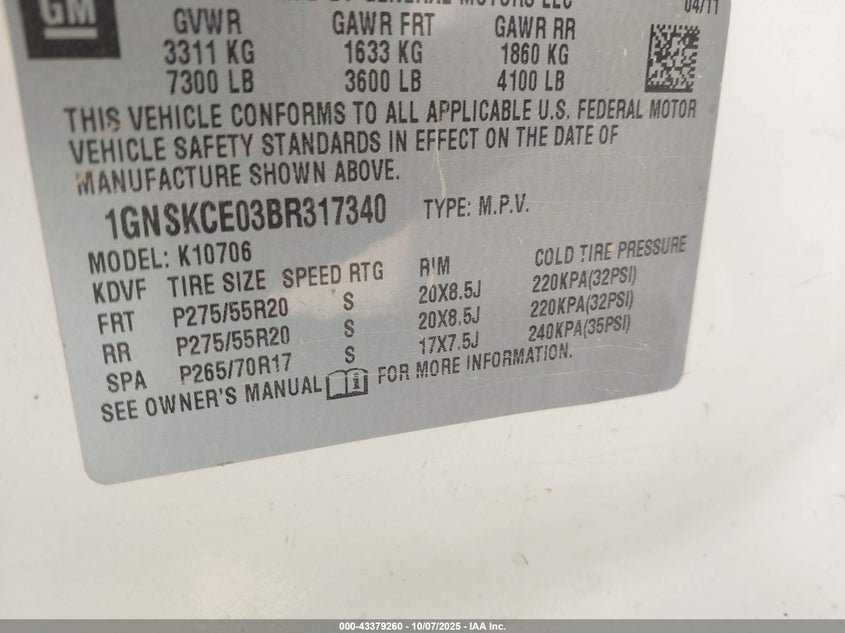 GM
BY GENERAL MOTORS LLC
04/11
GVWR GAWR FRT GAWR RR
3311 KG 1633 KG 1860 KG
7300 LB 3600 LB 4100 LB
THIS VEHICLE CONFORMS TO ALL APPLICABLE U.S. FEDERAL MOTOR
VEHICLE SAFETY STANDARDS IN EFFECT ON THE DATE OF
MANUFACTURE SHOWN ABOVE.
1GNSKCE03BR317340 TYPE: M.P.V.
MODEL: K10706
KDVF TIRE SIZE SPEED RTG RIM COLD TIRE PRESSURE
FRT P275/55R20 S 20X8.5J 220KPA(32PSI)
RR P275/55R20 S 20X8.5J 220KPA(32PSI)
SPA P265/70R17 S 17X7.5J 240KPA(35PSI)
SEE OWNER'S MANUAL i FOR MORE INFORMATION.
000-43379260 - 10/07/2025 - IAA Inc.